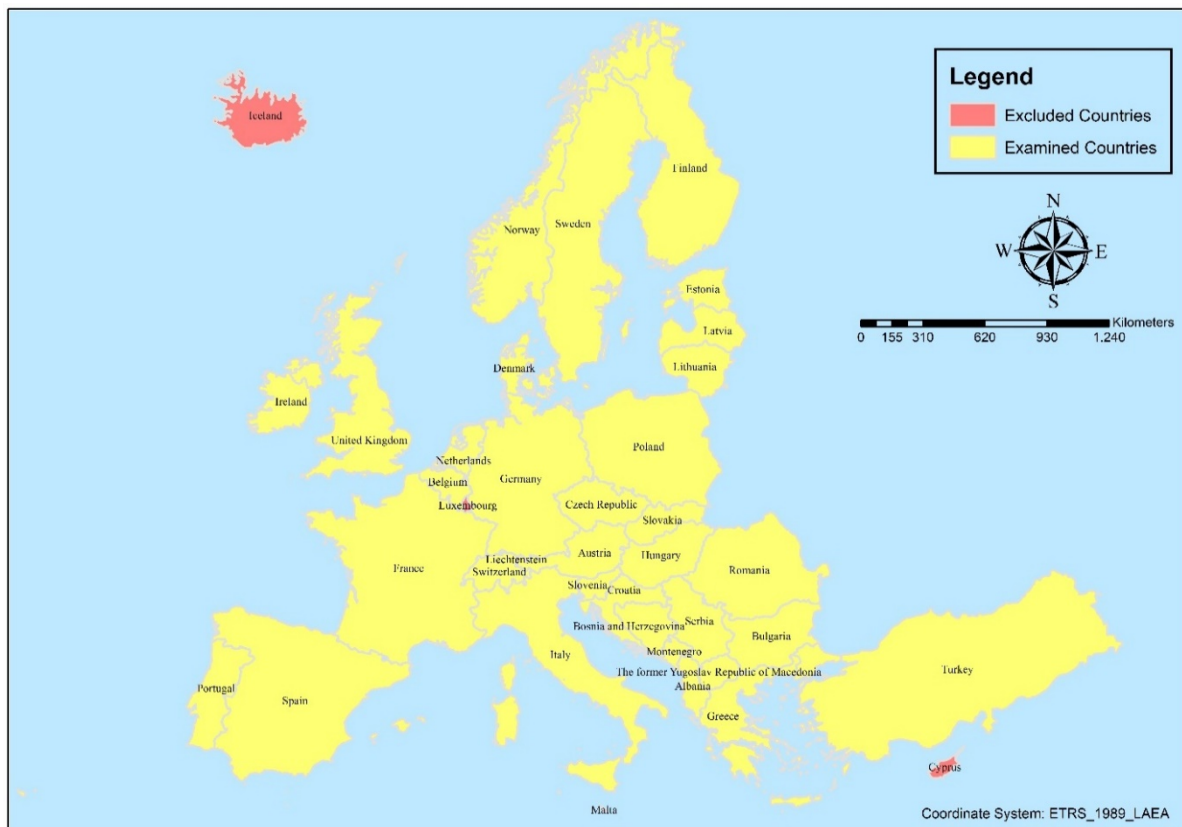 Iceland
Legend
Excluded Countries
Examined Countries
N
W
E
S
Kilometers
0 155 310 620 930 1.240
Finland
Norway
Sweden
Estonia
Latvia
Lithuania
Denmark
Ireland
United Kingdom
Netherlands
Belgium
Luxembourg
Germany
Poland
Czech Republic
Slovakia
Austria
Hungary
Liechtenstein
Switzerland
France
Romania
Slovenia
Croatia
Bosnia and Herzegovina
Serbia
Bulgaria
Montenegro
Italy
The former Yugoslav Republic of Macedonia
Albania
Greece
Turkey
Portugal
Spain
Cyprus
Malta
Coordinate System: ETRS_1989_LAEA